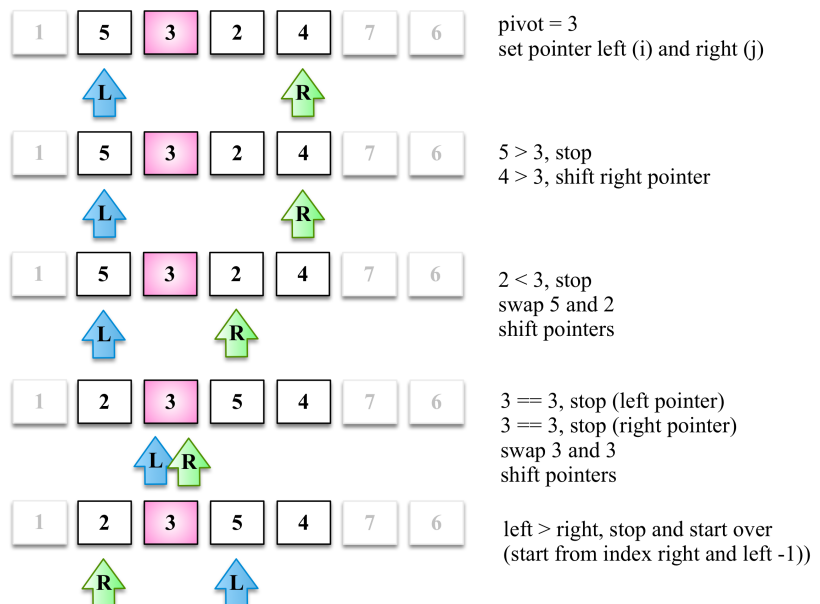 1 5 3 2 4 7 6
pivot = 3
set pointer left (i) and right (j)
L R
1 5 3 2 4 7 6
5 > 3, stop
4 > 3, shift right pointer
L R
1 5 3 2 4 7 6
2 < 3, stop
swap 5 and 2
shift pointers
L R
1 2 3 5 4 7 6
3 == 3, stop (left pointer)
3 == 3, stop (right pointer)
swap 3 and 3
shift pointers
L R
1 2 3 5 4 7 6
left > right, stop and start over
(start from index right and left -1))
R L